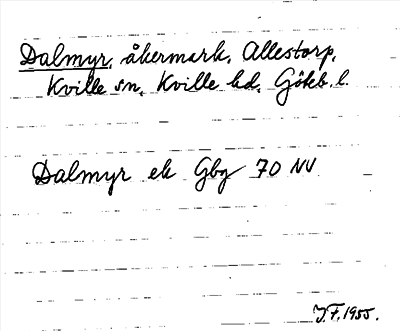 Dalmyr, åkermark, Allestorp,
Kville sn, Kville hd, Göteb. l.
Dalmyr ek Gbg 70 NV
J.F. 1955.